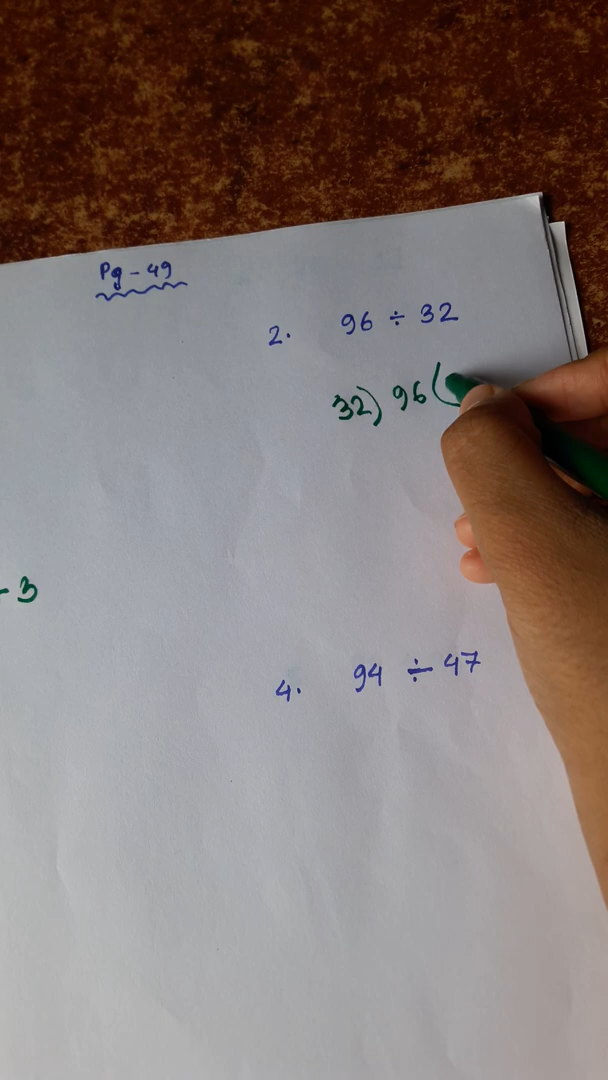 Pg - 49
2. 96 ÷ 32
32) 96 (
- 3
4. 94 ÷ 47